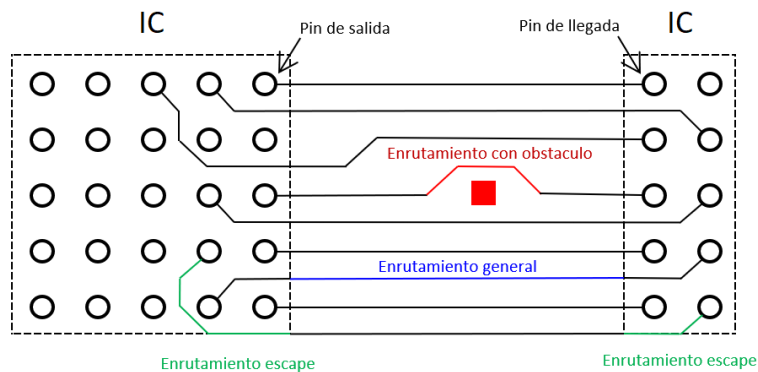 IC
IC
Pin de salida
Pin de llegada
Enrutamiento con obstaculo
Enrutamiento general
Enrutamiento escape
Enrutamiento escape